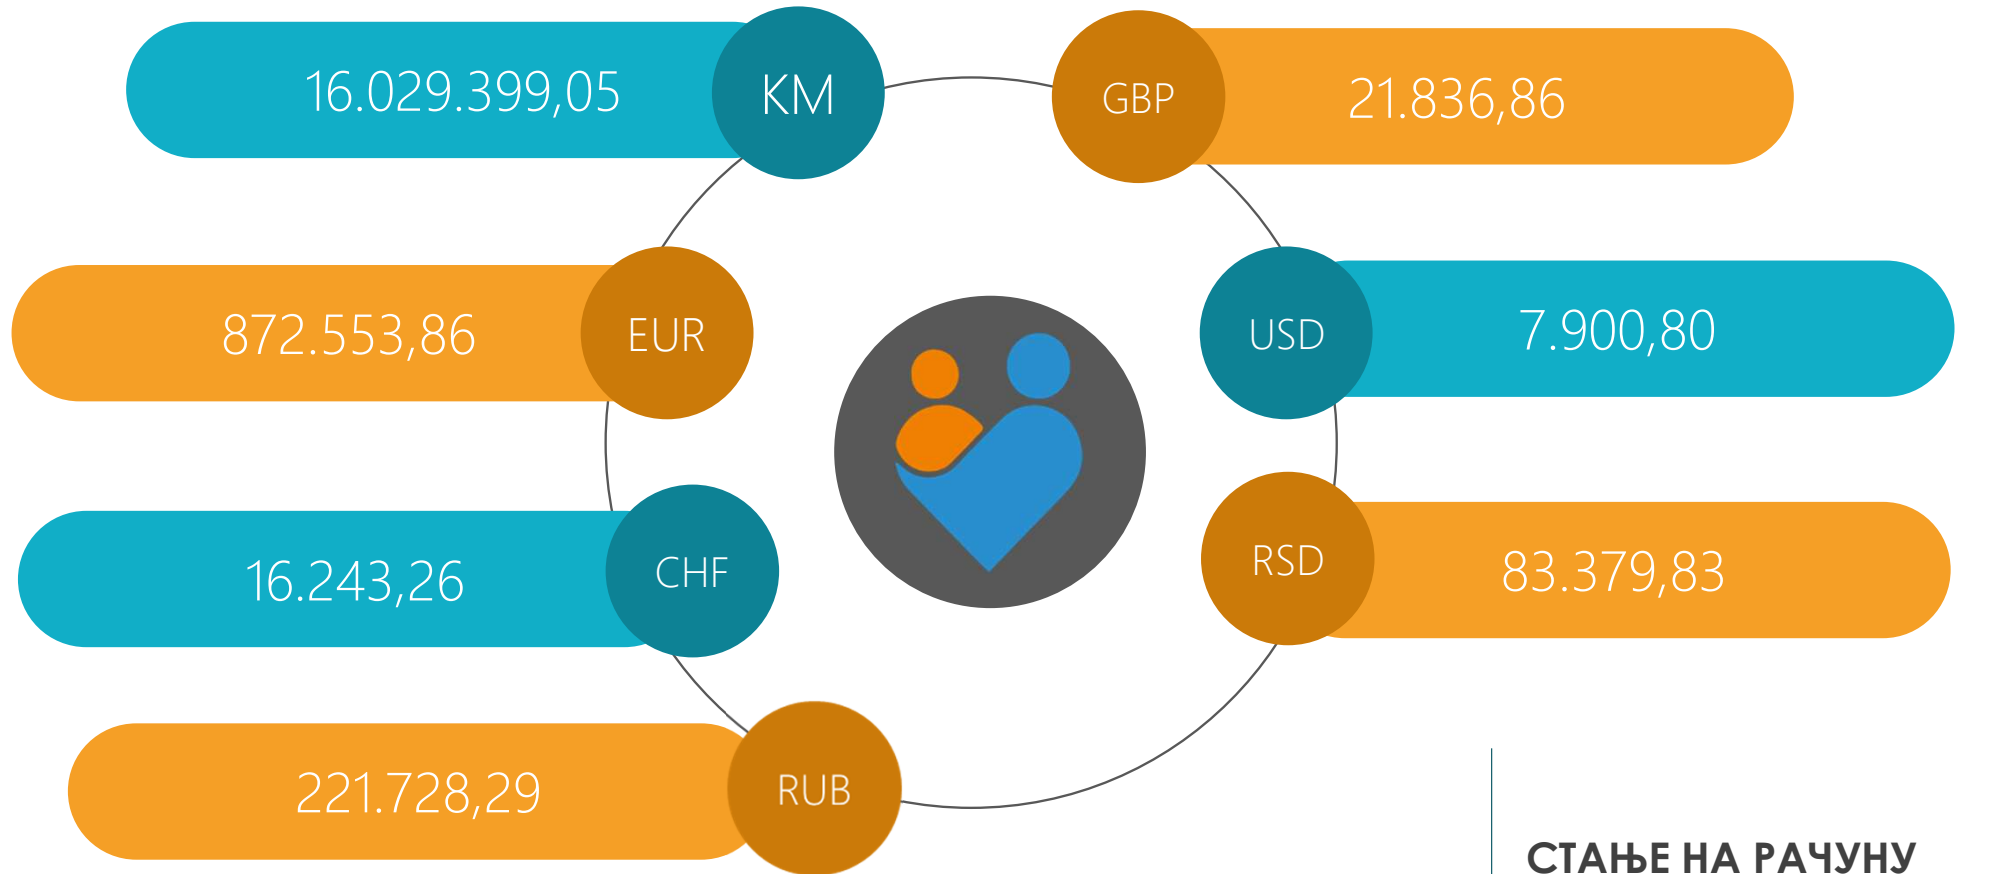 16.029.399,05 KM
GBP 21.836,86
872.553,86 EUR
USD 7.900,80
16.243,26 CHF
RSD 83.379,83
221.728,29 RUB
СТАЊЕ НА РАЧУНУ